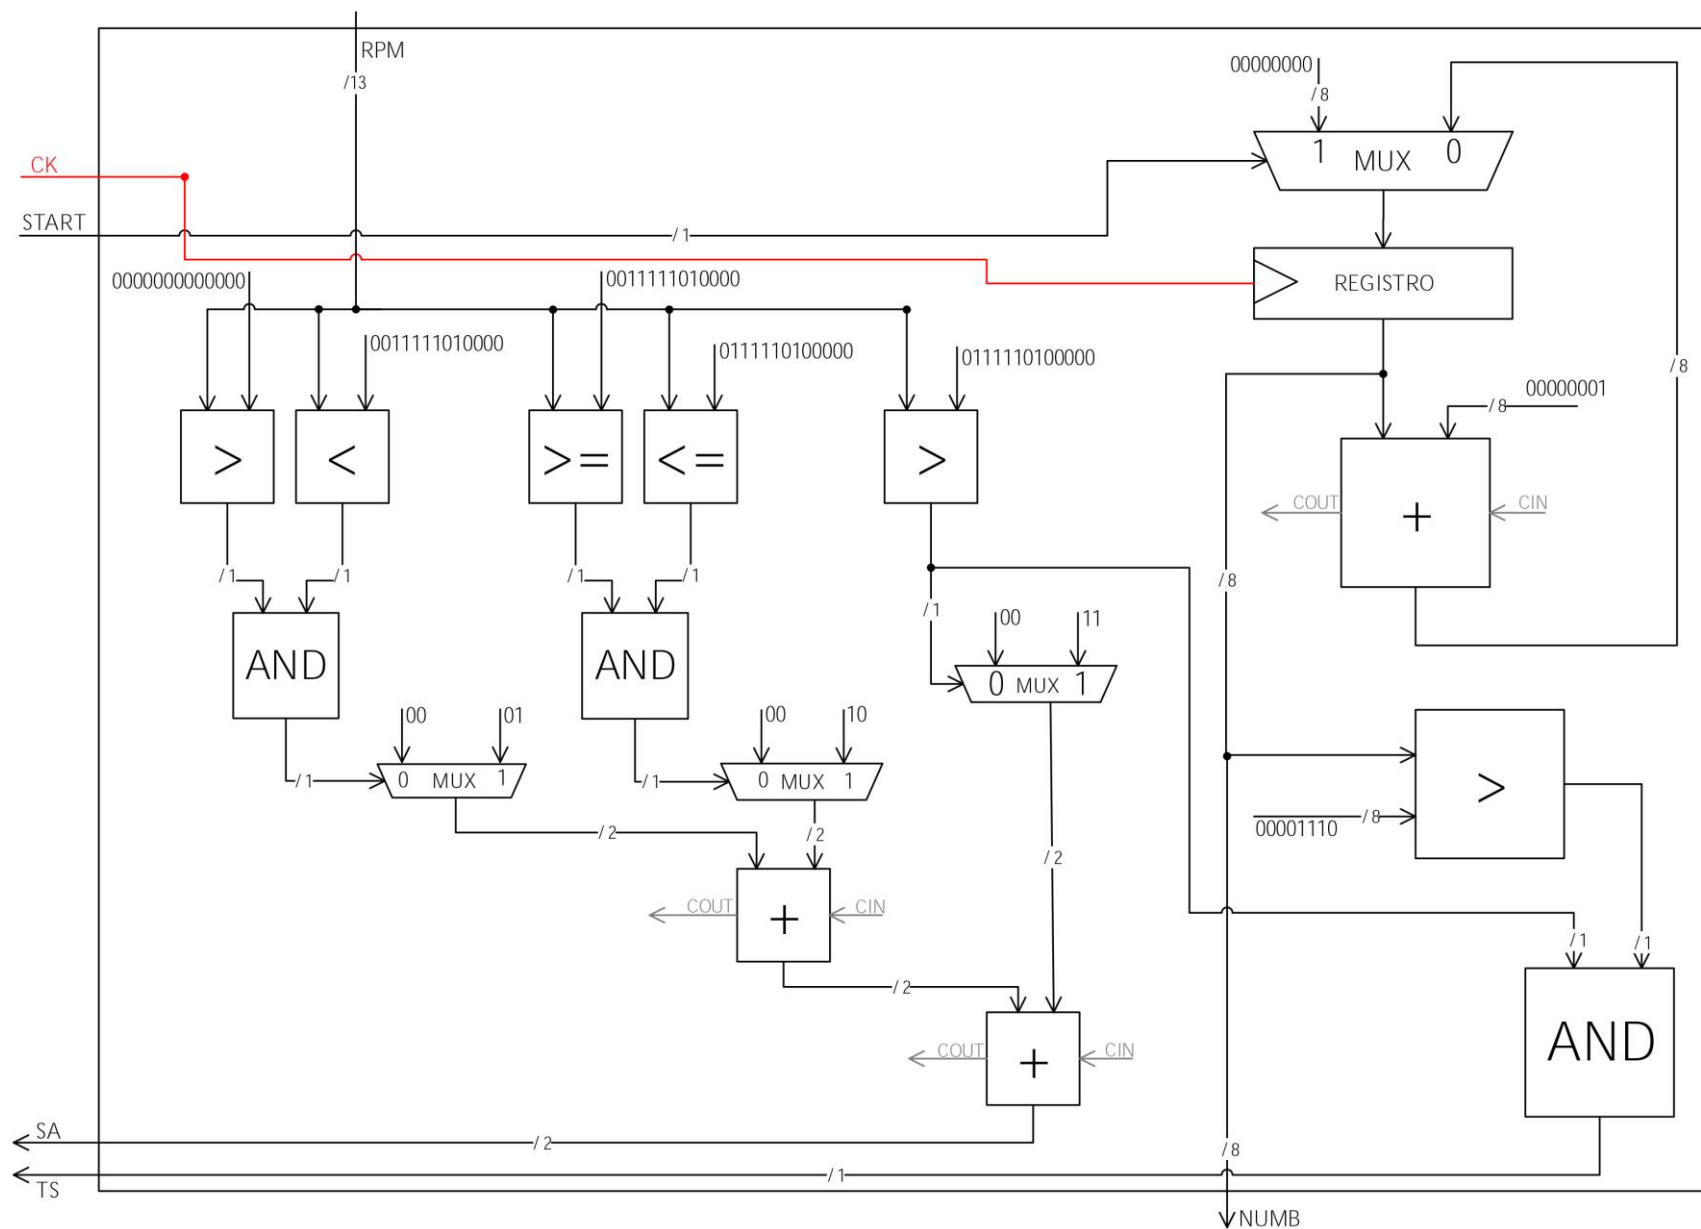 RPM
/13
00000000
/8
1 MUX 0
CK
START
/1
REGISTRO
0000000000000
0011111010000
0011111010000
0111110100000
0111110100000
/8
00000001
/8
> < >= <= >
COUT + CIN
/1 /1 /1 /1
/8
/1
00 11
AND AND
0 MUX 1
00 01 00 10
/1 0 MUX 1 /1 0 MUX 1
>
/2 /2
/8
00001110
/2
COUT + CIN
/1 /1
/2
AND
COUT + CIN
SA
/2
/8
/1
TS
NUMB